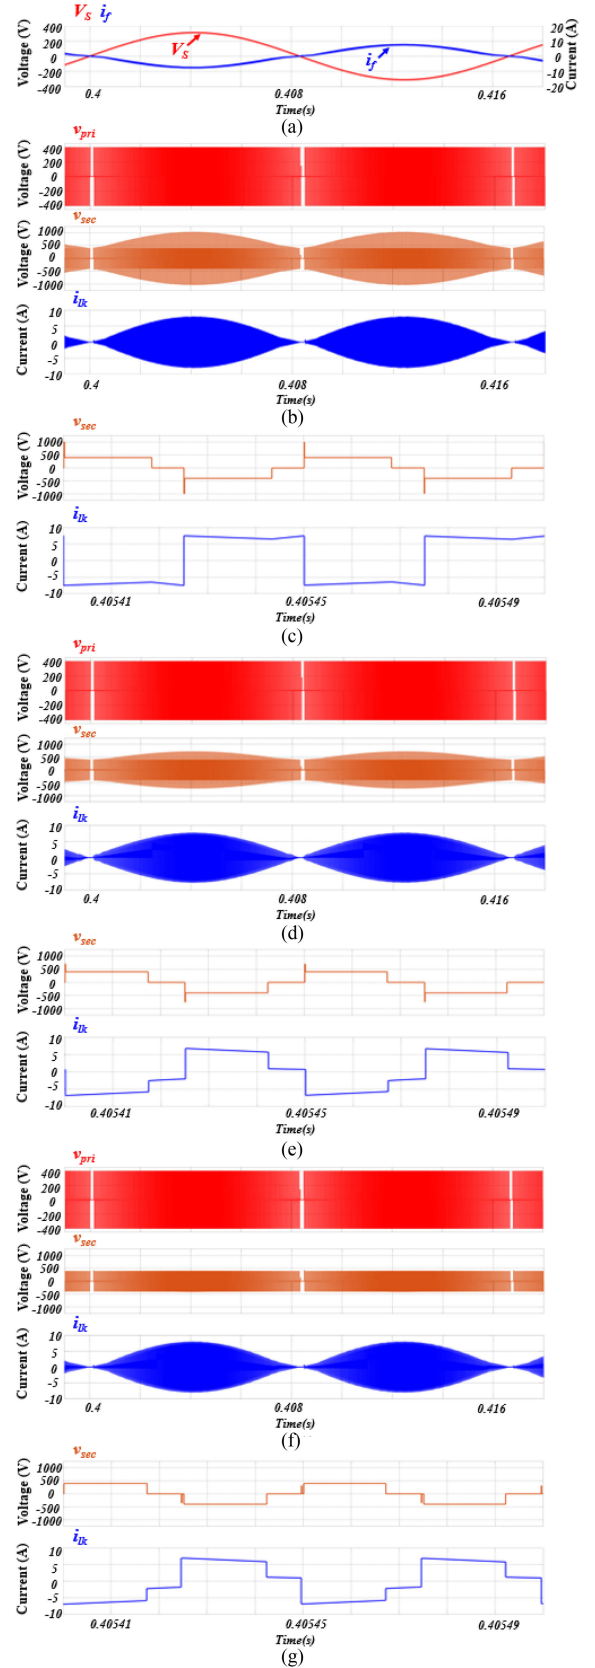 V_S i_f
Voltage (V)
400
200
0
-200
-400
V_S
i_f
20
10
0
-10
-20
Current (A)
0.4 0.408 0.416
Time(s)
(a)
v_pri
Voltage (V)
400
200
0
-200
-400
v_sec
Voltage (V)
1000
500
0
-500
-1000
i_lk
Current (A)
10
5
0
-5
-10
0.4 0.408 0.416
Time(s)
(b)
v_sec
Voltage (V)
1000
500
0
-500
-1000
i_lk
Current (A)
10
5
0
-5
-10
0.40541 0.40545 0.40549
Time(s)
(c)
v_pri
Voltage (V)
400
200
0
-200
-400
v_sec
Voltage (V)
1000
500
0
-500
-1000
i_lk
Current (A)
10
5
0
-5
-10
0.4 0.408 0.416
Time(s)
(d)
v_sec
Voltage (V)
1000
500
0
-500
-1000
i_lk
Current (A)
10
5
0
-5
-10
0.40541 0.40545 0.40549
Time(s)
(e)
v_pri
Voltage (V)
400
200
0
-200
-400
v_sec
Voltage (V)
1000
500
0
-500
-1000
i_lk
Current (A)
10
5
0
-5
-10
0.4 0.408 0.416
Time(s)
(f)
v_sec
Voltage (V)
1000
500
0
-500
-1000
i_lk
Current (A)
10
5
0
-5
-10
0.40541 0.40545 0.40549
Time(s)
(g)